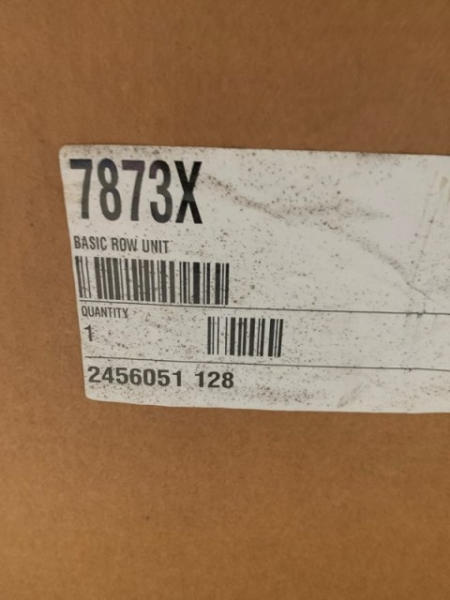 7873X
BASIC ROW UNIT
QUANTITY
1
2456051 128